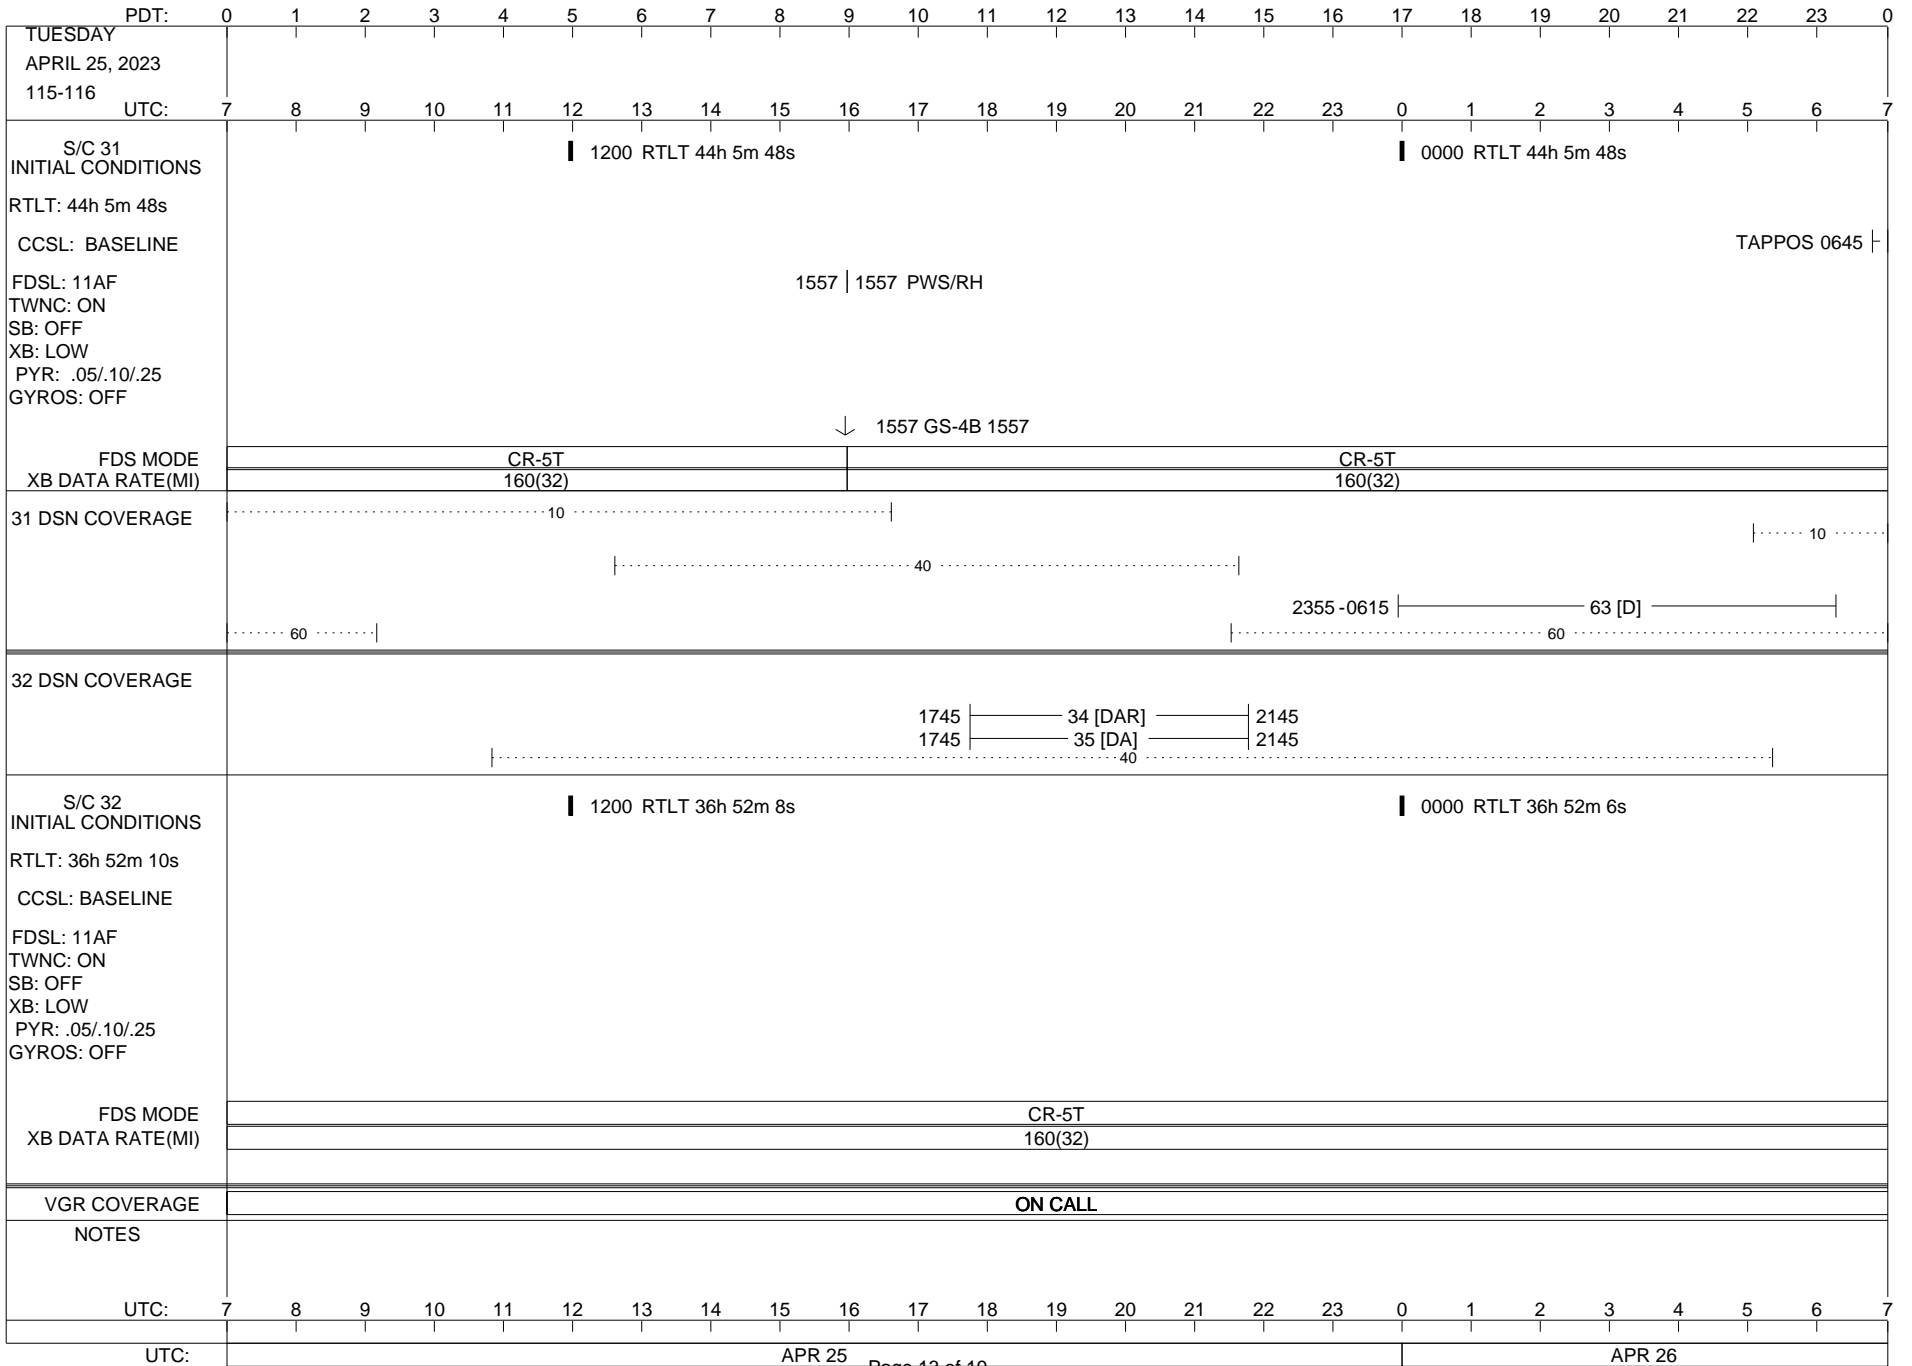 PDT: 0 1 2 3 4 5 6 7 8 9 10 11 12 13 14 15 16 17 18 19 20 21 22 23 0
TUESDAY
APRIL 25, 2023
115-116
UTC: 7 8 9 10 11 12 13 14 15 16 17 18 19 20 21 22 23 0 1 2 3 4 5 6 7
S/C 31
INITIAL CONDITIONS
1200 RTLT 44h 5m 48s
0000 RTLT 44h 5m 48s
RTLT: 44h 5m 48s
CCSL: BASELINE
TAPPOS 0645
FDSL: 11AF
1557 1557 PWS/RH
TWNC: ON
SB: OFF
XB: LOW
PYR: .05/.10/.25
GYROS: OFF
1557 GS-4B 1557
FDS MODE CR-5T CR-5T
XB DATA RATE(MI) 160(32) 160(32)
31 DSN COVERAGE
10
10
40
2355-0615 63 [D]
60 60
32 DSN COVERAGE
1745 34 [DAR] 2145
1745 35 [DA] 2145
40
S/C 32
INITIAL CONDITIONS
1200 RTLT 36h 52m 8s
0000 RTLT 36h 52m 6s
RTLT: 36h 52m 10s
CCSL: BASELINE
FDSL: 11AF
TWNC: ON
SB: OFF
XB: LOW
PYR: .05/.10/.25
GYROS: OFF
FDS MODE CR-5T
XB DATA RATE(MI) 160(32)
VGR COVERAGE ON CALL
NOTES
UTC: 7 8 9 10 11 12 13 14 15 16 17 18 19 20 21 22 23 0 1 2 3 4 5 6 7
UTC: APR 25 APR 26
Page 13 of 19